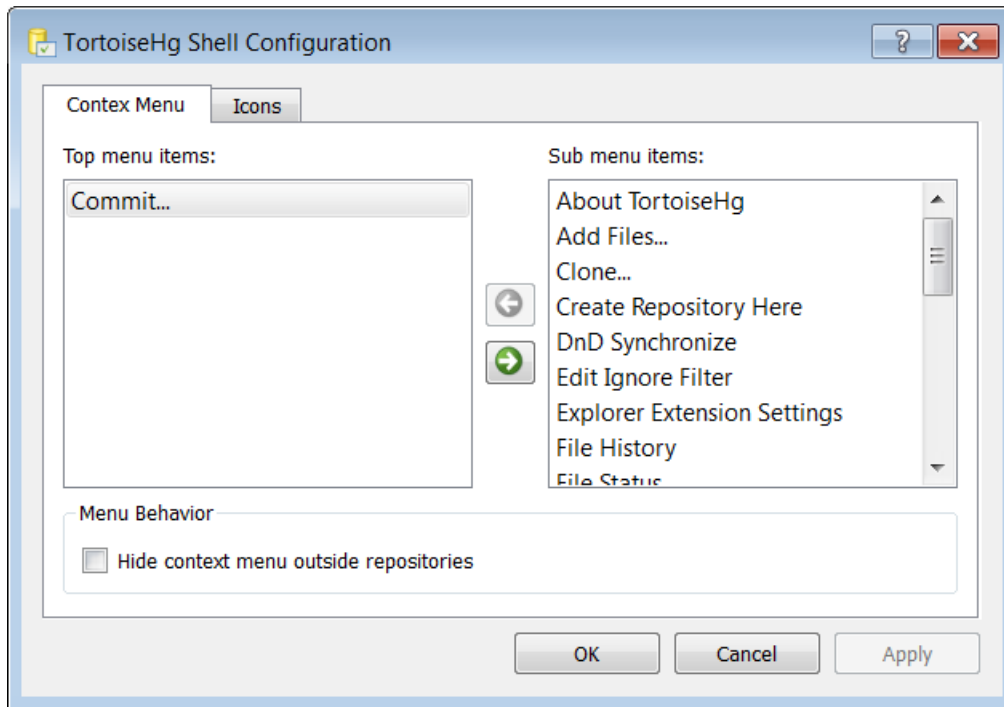 TortoiseHg Shell Configuration
Contex Menu
Icons
Top menu items:
Commit...
Sub menu items:
About TortoiseHg
Add Files...
Clone...
Create Repository Here
DnD Synchronize
Edit Ignore Filter
Explorer Extension Settings
File History
File Status
Menu Behavior
Hide context menu outside repositories
OK
Cancel
Apply